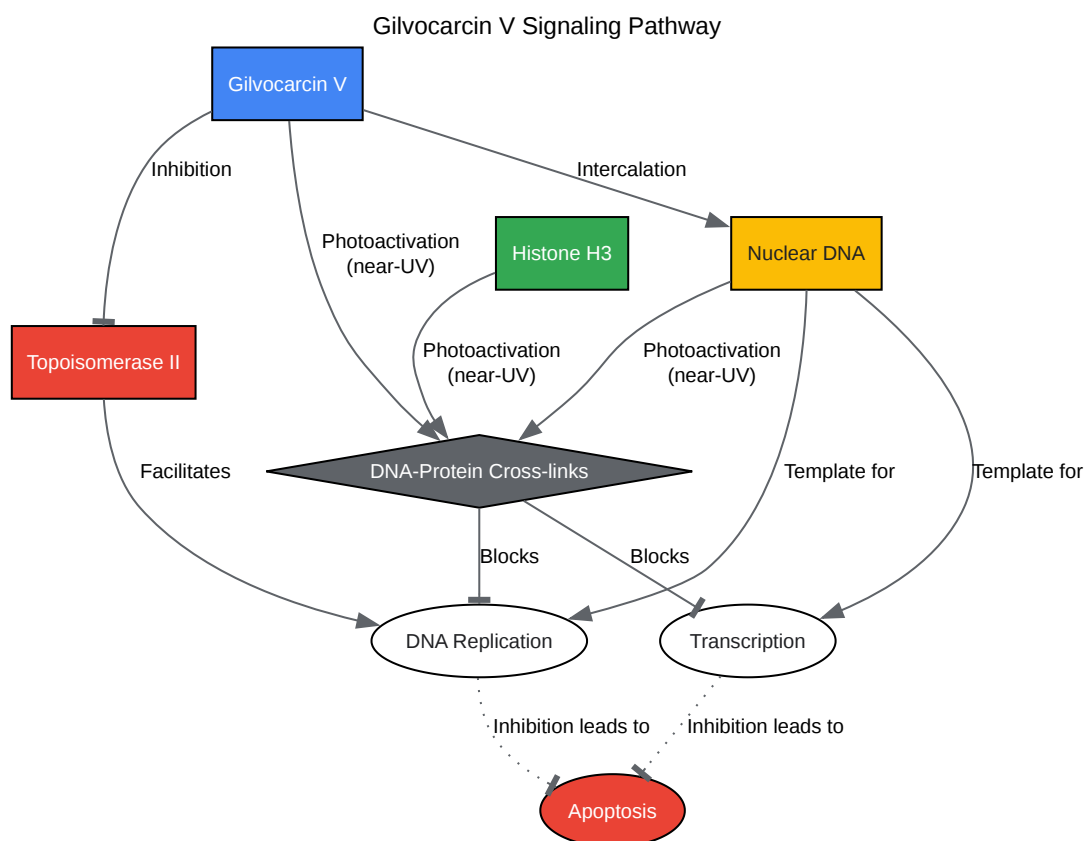 Gilvocarcin V Signaling Pathway
Gilvocarcin V
Inhibition
Intercalation
Photoactivation
(near-UV)
Histone H3
Nuclear DNA
Topoisomerase II
Photoactivation
(near-UV)
Photoactivation
(near-UV)
Facilitates
DNA-Protein Cross-links
Template for
Template for
Blocks
Blocks
DNA Replication
Transcription
Inhibition leads to
Inhibition leads to
Apoptosis